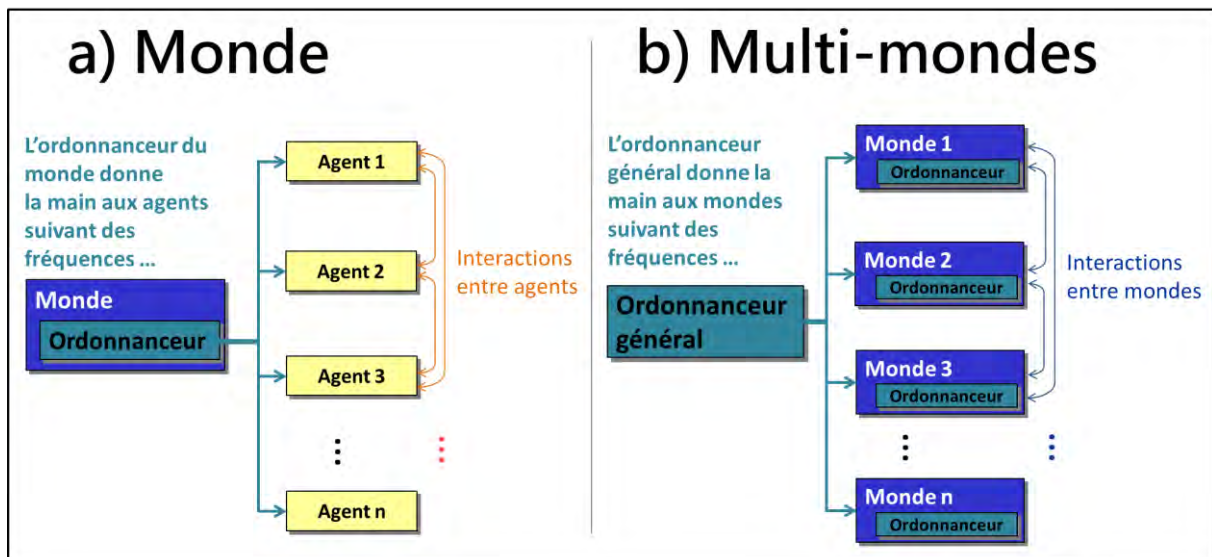 a) Monde
L'ordonnanceur du
monde donne
la main aux agents
suivant des
fréquences ...
Monde
Ordonnanceur
Agent 1
Agent 2
Agent 3
Agent n
Interactions
entre agents
b) Multi-mondes
L'ordonnanceur
général donne la
main aux mondes
suivant des
fréquences ...
Ordonnanceur
général
Monde 1
Ordonnanceur
Monde 2
Ordonnanceur
Monde 3
Ordonnanceur
Monde n
Ordonnanceur
Interactions
entre mondes